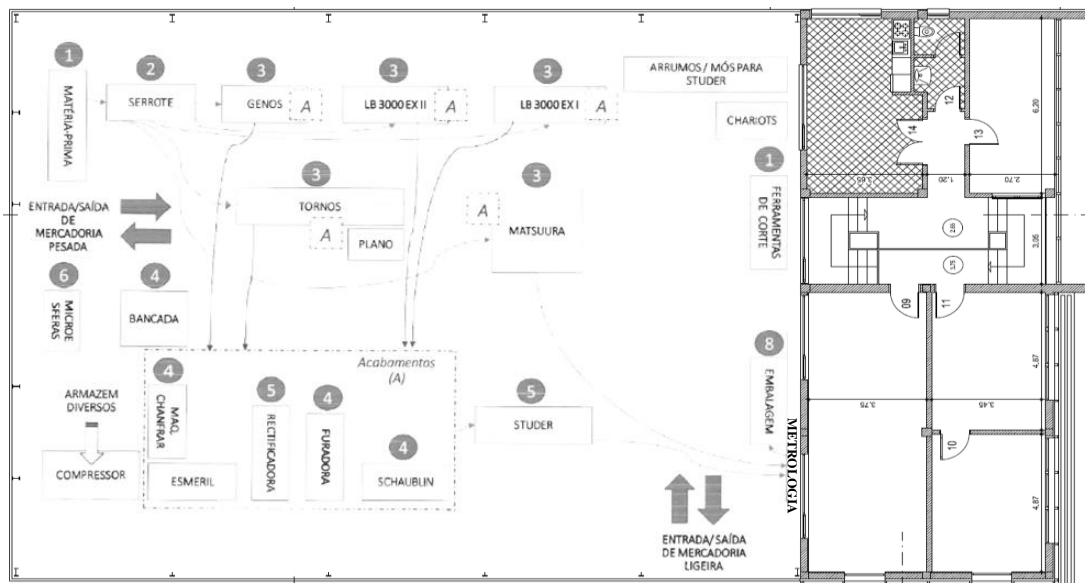 1
MATÉRIA-PRIMA
2
SERROTE
3
GENOS
A
3
LB 3000 EX II
A
3
LB 3000 EX I
A
ARRUMOS / MÓS PARA
STUDER
CHARIOTS
ENTRADA/SAÍDA
DE
MERCADORIA
PESADA
3
TORNOS
A
PLANO
3
A
MATSUURA
1
FERRAMENTAS
DE CORTE
6
MICROE
SFERAS
4
BANCADA
Acabamentos
(A)
4
MAQ.
CHANFRAR
ESMERIL
5
RECTIFICADORA
4
FURADORA
4
SCHAUBLIN
5
STUDER
8
EMBALAGEM
METROLOGIA
ARMAZEM
DIVERSOS
COMPRESSOR
ENTRADA/ SAÍDA
DE MERCADORIA
LIGEIRA
12
14
13
6,20
3,65
1,20
2,70
3,05
09
11
3,75
3,45
4,87
10
4,87